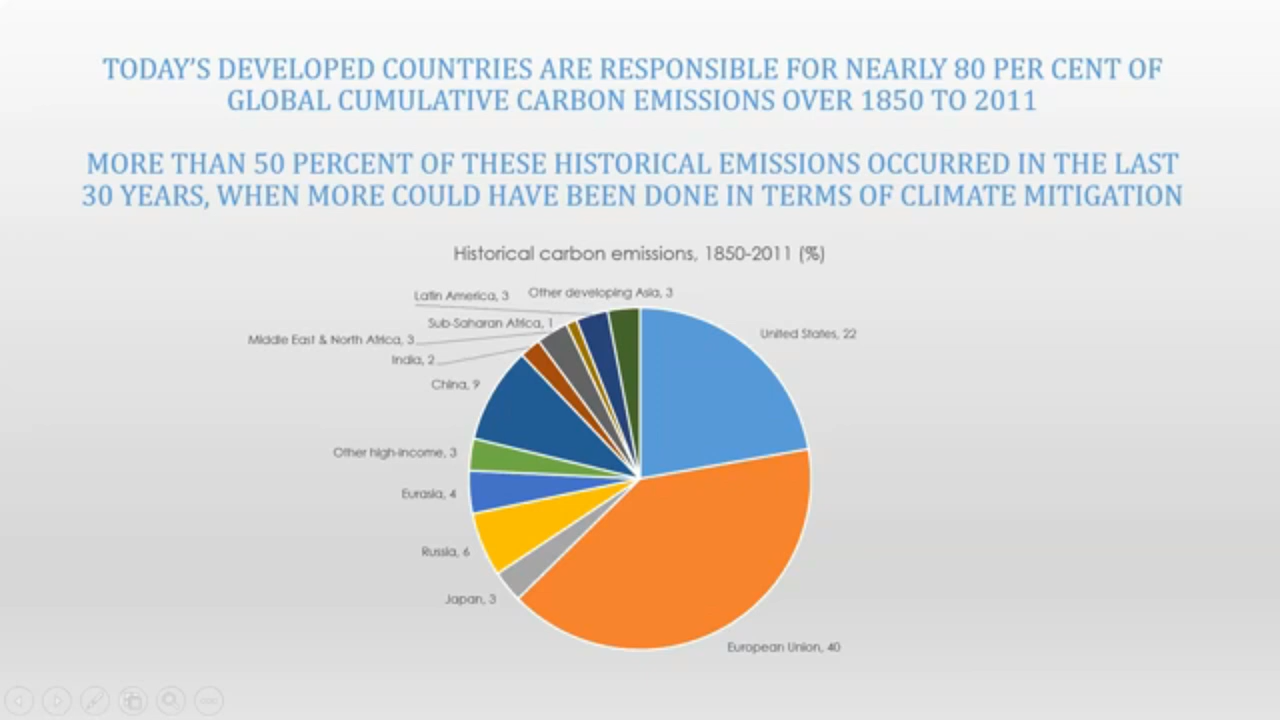 TODAY'S DEVELOPED COUNTRIES ARE RESPONSIBLE FOR NEARLY 80 PER CENT OF
GLOBAL CUMULATIVE CARBON EMISSIONS OVER 1850 TO 2011
MORE THAN 50 PERCENT OF THESE HISTORICAL EMISSIONS OCCURRED IN THE LAST
30 YEARS, WHEN MORE COULD HAVE BEEN DONE IN TERMS OF CLIMATE MITIGATION
Historical carbon emissions, 1850-2011 (%)
Latin America, 3
Other developing Asia, 3
Sub-Saharan Africa, 1
United States, 22
Middle East & North Africa, 3
India, 2
China, 9
Other high-income, 3
Eurasia, 4
Russia, 6
Japan, 3
European Union, 40